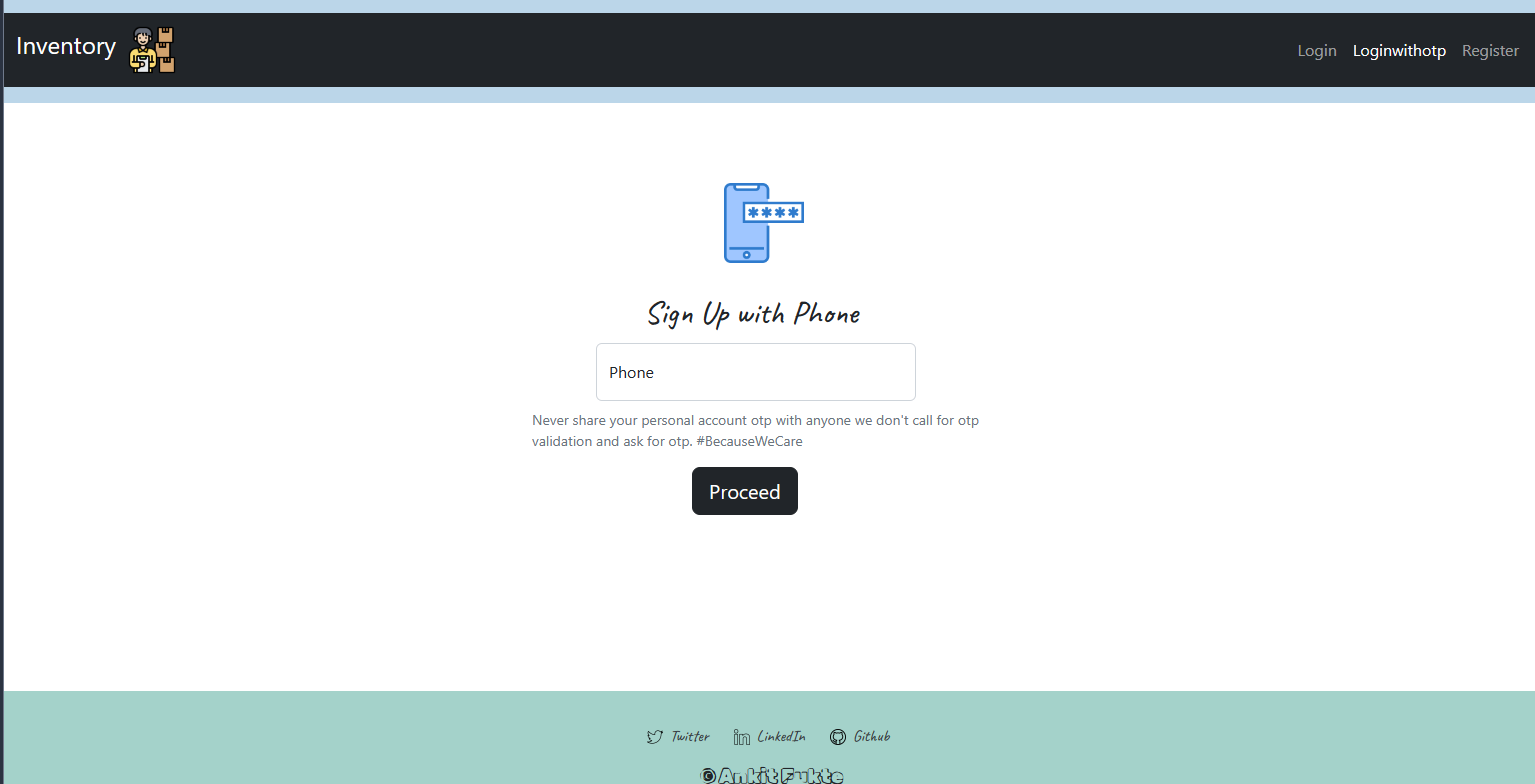 Inventory
Login Loginwithotp Register
****
Sign Up with Phone
Phone
Never share your personal account otp with anyone we don't call for otp
validation and ask for otp. #BecauseWeCare
Proceed
Twitter LinkedIn Github
©Ankit